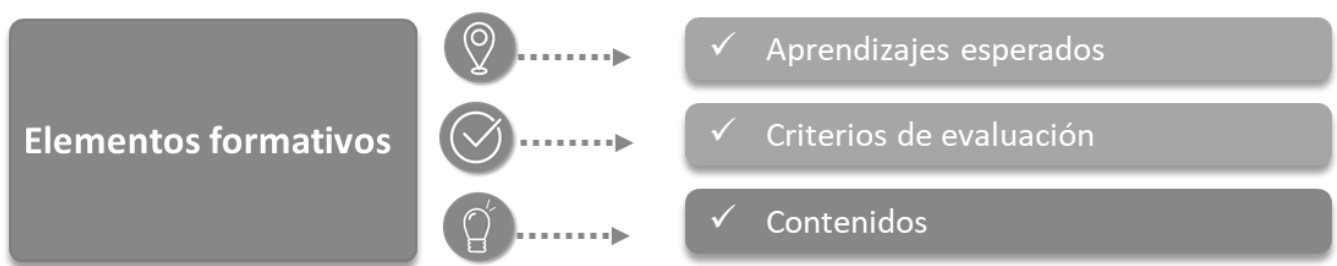 Elementos formativos
✓ Aprendizajes esperados
✓ Criterios de evaluación
✓ Contenidos